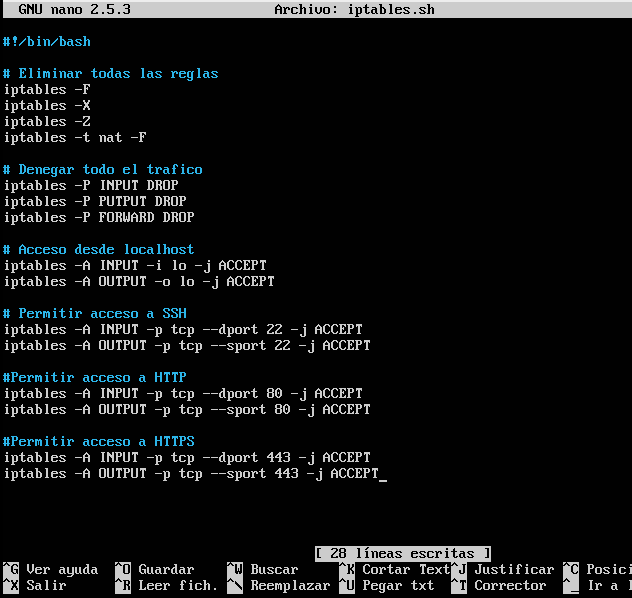 GNU nano 2.5.3 Archivo: iptables.sh
#!/bin/bash
# Eliminar todas las reglas
iptables -F
iptables -X
iptables -Z
iptables -t nat -F
# Denegar todo el trafico
iptables -P INPUT DROP
iptables -P PUTPUT DROP
iptables -P FORWARD DROP
# Acceso desde localhost
iptables -A INPUT -i lo -j ACCEPT
iptables -A OUTPUT -o lo -j ACCEPT
# Permitir acceso a SSH
iptables -A INPUT -p tcp --dport 22 -j ACCEPT
iptables -A OUTPUT -p tcp --sport 22 -j ACCEPT
#Permitir acceso a HTTP
iptables -A INPUT -p tcp --dport 80 -j ACCEPT
iptables -A OUTPUT -p tcp --sport 80 -j ACCEPT
#Permitir acceso a HTTPS
iptables -A INPUT -p tcp --dport 443 -j ACCEPT
iptables -A OUTPUT -p tcp --sport 443 -j ACCEPT_
[ 28 líneas escritas ]
^G Ver ayuda ^O Guardar ^W Buscar ^K Cortar Text ^J Justificar ^C Posici
^X Salir ^R Leer fich. ^\ Reemplazar ^U Pegar txt ^T Corrector ^_ Ir a l